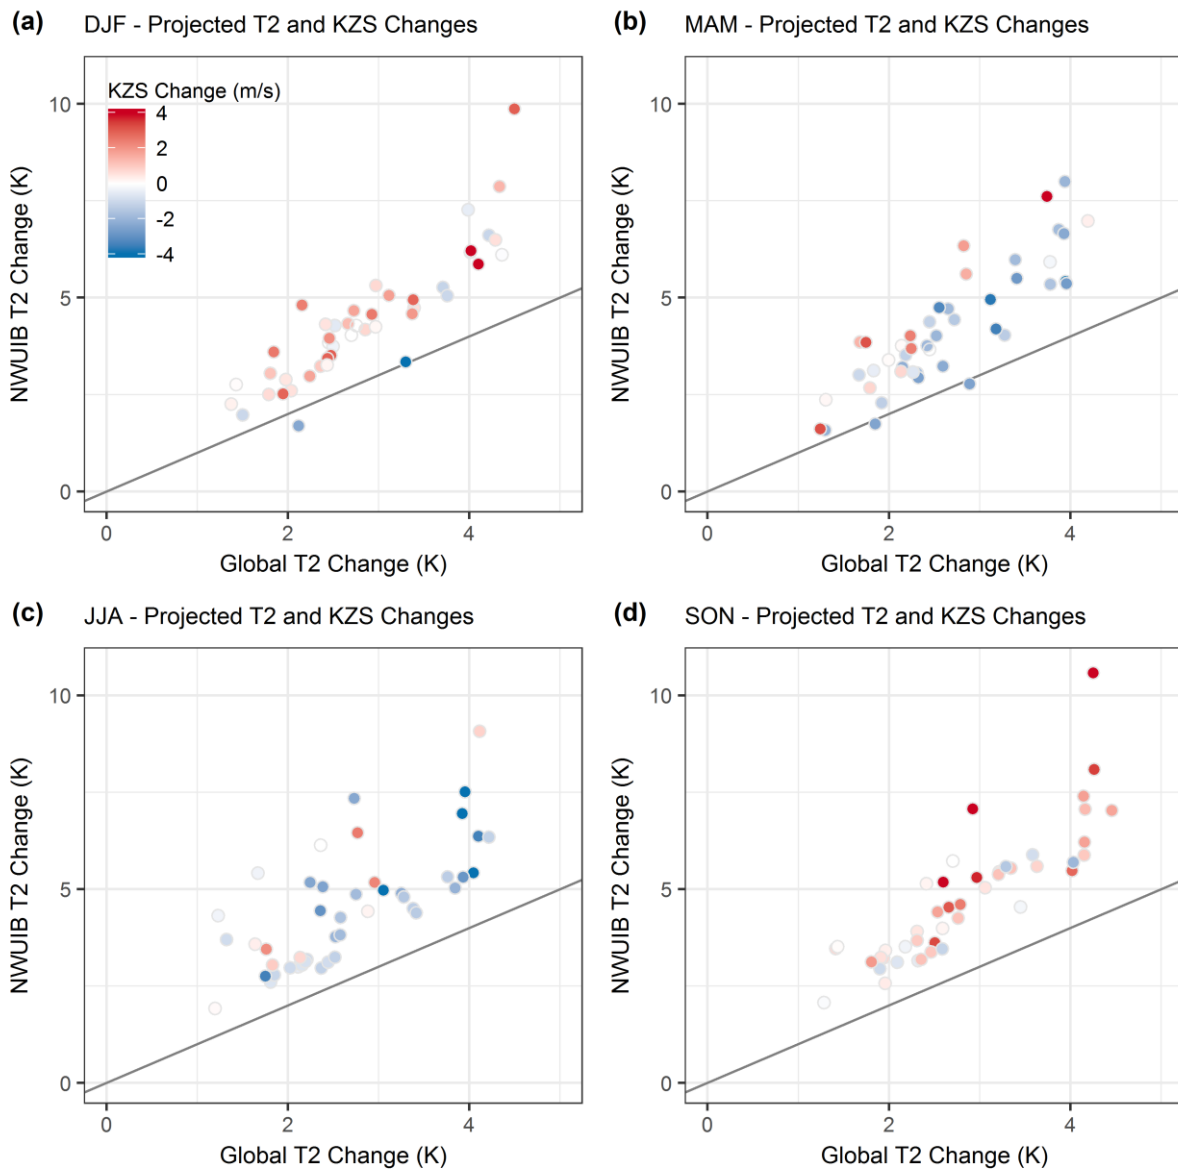 (a) DJF - Projected T2 and KZS Changes
KZS Change (m/s)
4
2
0
-2
-4
10
5
0
NWUIB T2 Change (K)
0 2 4
Global T2 Change (K)
(b) MAM - Projected T2 and KZS Changes
10
5
0
NWUIB T2 Change (K)
0 2 4
Global T2 Change (K)
(c) JJA - Projected T2 and KZS Changes
10
5
0
NWUIB T2 Change (K)
0 2 4
Global T2 Change (K)
(d) SON - Projected T2 and KZS Changes
10
5
0
NWUIB T2 Change (K)
0 2 4
Global T2 Change (K)